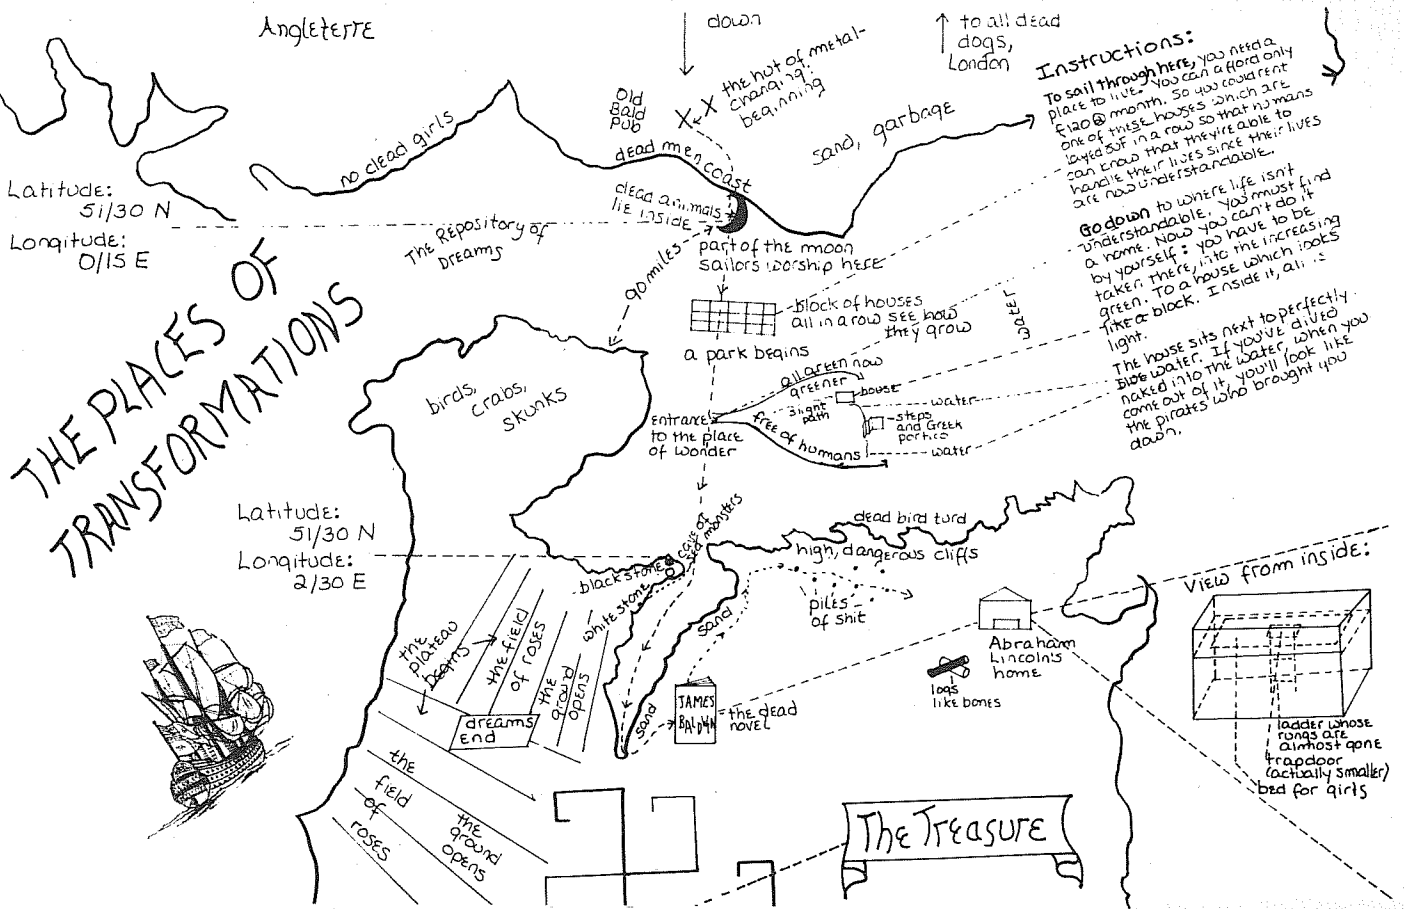 Angleterre
down
to all dead
dogs,
London
the hut of metal-
changing:
beginning
X
X
Old
Bald
Pub
no dead girls
dead men coast
sand, garbage
Latitude:
51/30 N
Longitude:
0/15 E
The Repository of
Dreams
dead animals
lie inside
90 miles
part of the moon
sailors worship here
THE PLACES OF
TRANSFORMATIONS
block of houses
all in a row see how
they grow
water
a park begins
Instructions:
To sail through here, you need a
place to live. You can afford only
£120 @ month. So you could rent
one of these houses which are
layed out in a row so that humans
can know that they're able to
handle their lives since their lives
are now understandable.
Go down to where life isn't
understandable. You must find
a home. Now you can't do it
by yourself: you have to be
taken there, into the increasing
green. To a house which looks
like a block. Inside it, all is
light.
The house sits next to perfectly
blue water. If you've dived
naked into the water, when you
come out of it, you'll look like
the pirates who brought you
down.
birds,
crabs,
skunks
all green now
greener
house
light
path
water
entrance
to the place
of wonder
free of humans
steps
and Greek
portico
water
Latitude:
51/30 N
Longitude:
2/30 E
cave of
sea monsters
black stone
white stone
dead bird turd
high, dangerous cliffs
piles
of shit
sand
sand
the
plateau
begins
the field
of roses
the
ground
opens
dreams
end
JAMES
BALDWIN
the dead
novel
Abraham
Lincoln's
home
logs
like bones
View from inside:
ladder whose
rungs are
almost gone
trapdoor
(actually smaller)
bed for girls
the
field
of
roses
the
ground
opens
The Treasure